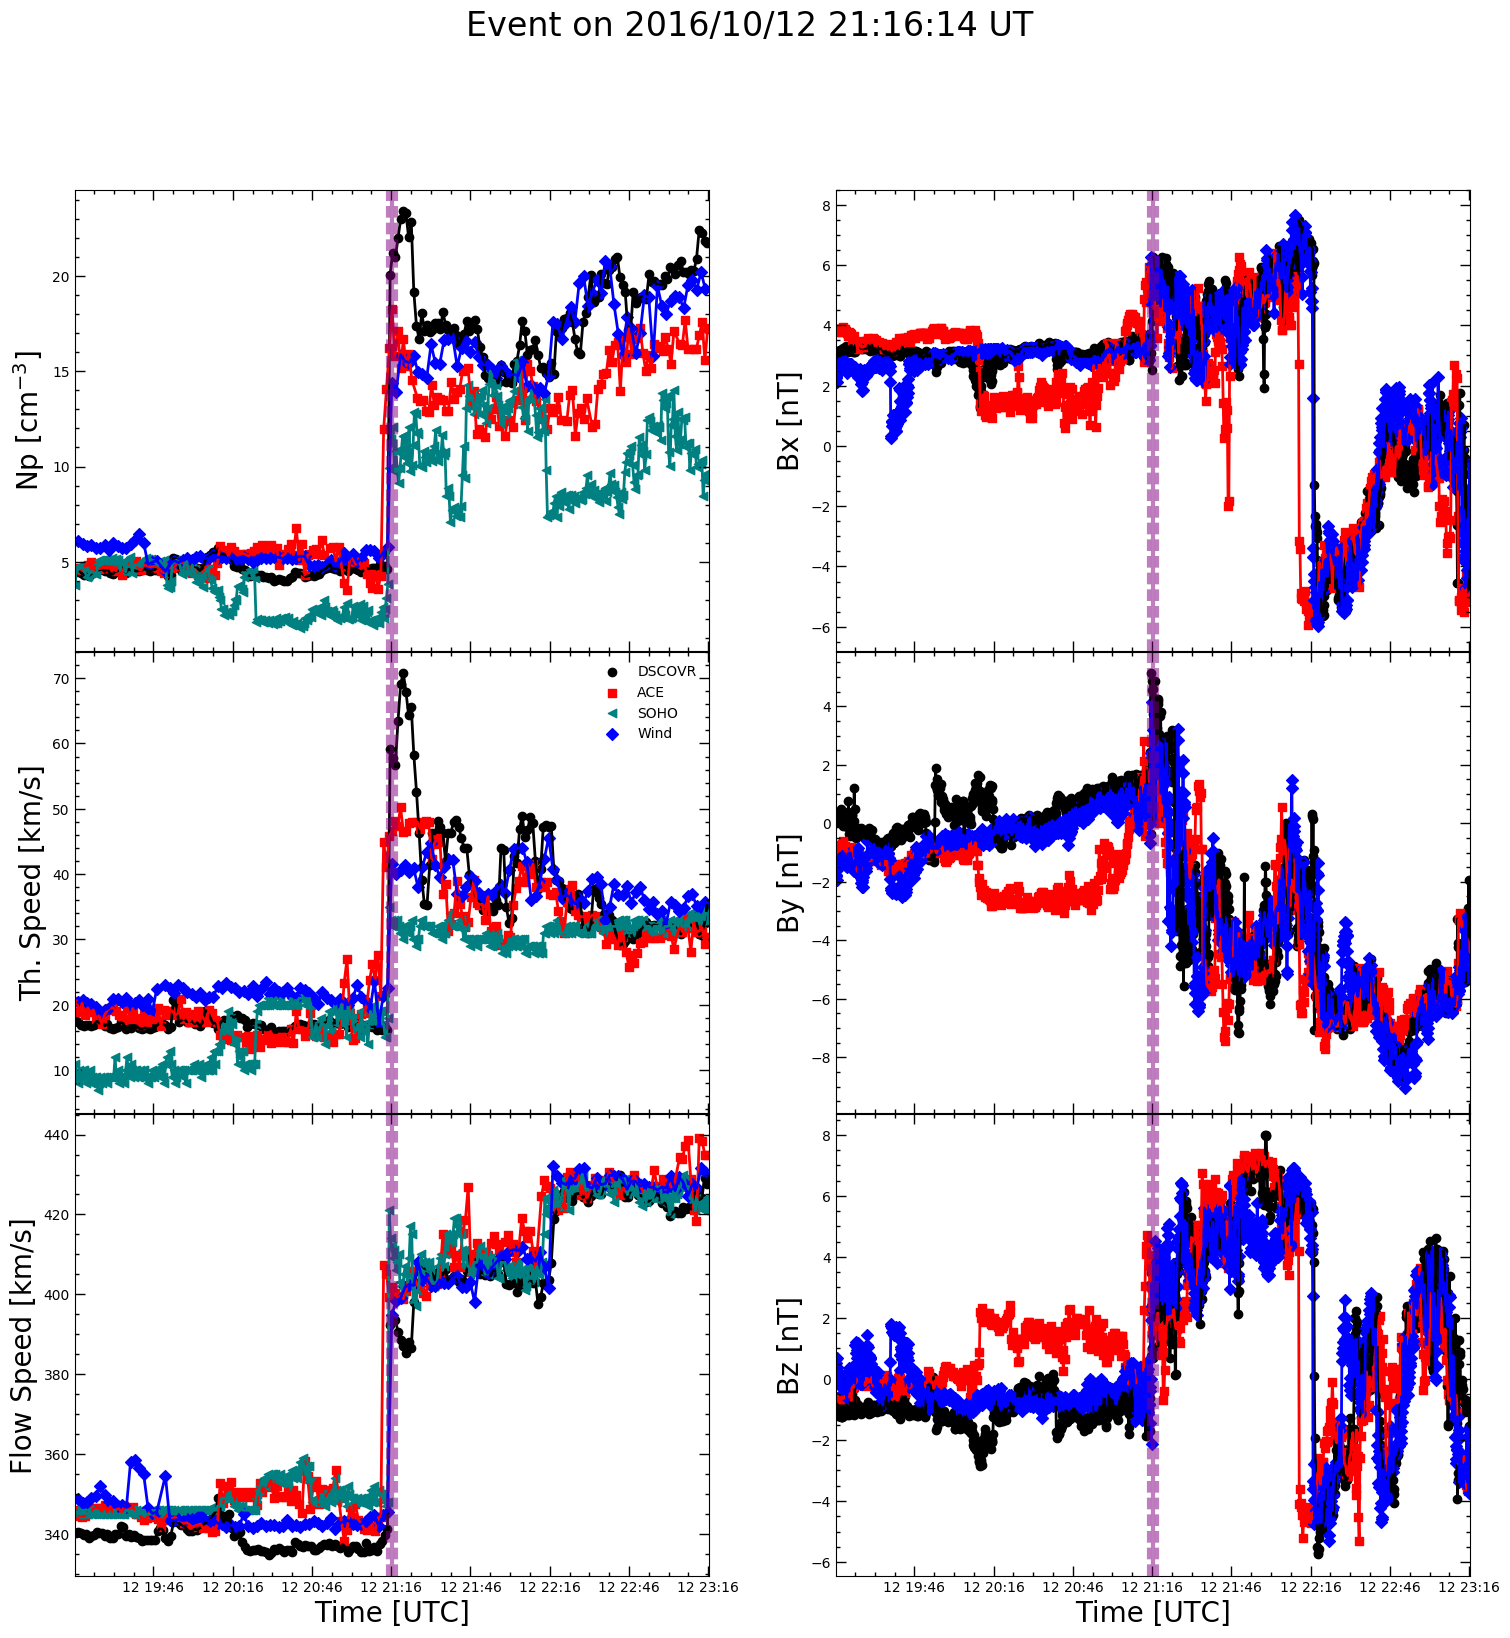 Event on 2016/10/12 21:16:14 UT
Np [cm⁻³]
20
15
10
5
Bx [nT]
8
6
4
2
0
−2
−4
−6
Th. Speed [km/s]
70
60
50
40
30
20
10
DSCOVR
ACE
SOHO
Wind
By [nT]
4
2
0
−2
−4
−6
−8
Flow Speed [km/s]
440
420
400
380
360
340
12 19:46 12 20:16 12 20:46 12 21:16 12 21:46 12 22:16 12 22:46 12 23:16
Time [UTC]
Bz [nT]
8
6
4
2
0
−2
−4
−6
12 19:46 12 20:16 12 20:46 12 21:16 12 21:46 12 22:16 12 22:46 12 23:16
Time [UTC]